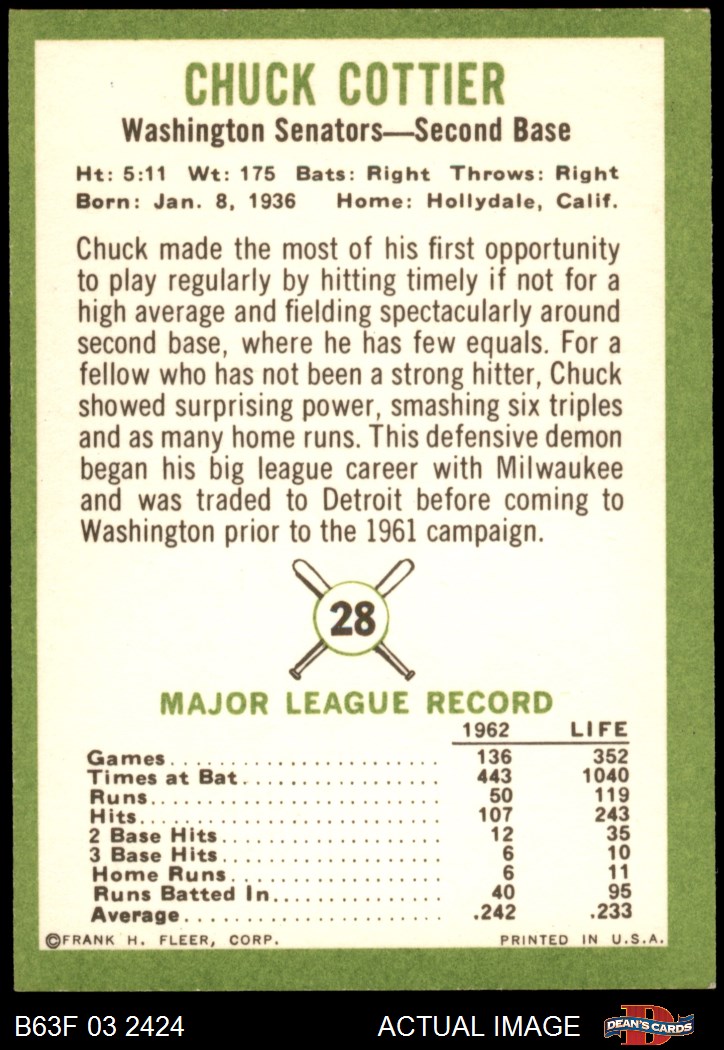 CHUCK COTTIER
Washington Senators—Second Base
Ht: 5:11 Wt: 175 Bats: Right Throws: Right
Born: Jan. 8, 1936 Home: Hollydale, Calif.
Chuck made the most of his first opportunity
to play regularly by hitting timely if not for a
high average and fielding spectacularly around
second base, where he has few equals. For a
fellow who has not been a strong hitter, Chuck
showed surprising power, smashing six triples
and as many home runs. This defensive demon
began his big league career with Milwaukee
and was traded to Detroit before coming to
Washington prior to the 1961 campaign.
28
MAJOR LEAGUE RECORD
1962 LIFE
Games 136 352
Times at Bat 443 1040
Runs 50 119
Hits 107 243
2 Base Hits 12 35
3 Base Hits 6 10
Home Runs 6 11
Runs Batted In 40 95
Average .242 .233
©FRANK H. FLEER, CORP. PRINTED IN U.S.A.
B63F 03 2424 ACTUAL IMAGE D DEAN'S CARDS